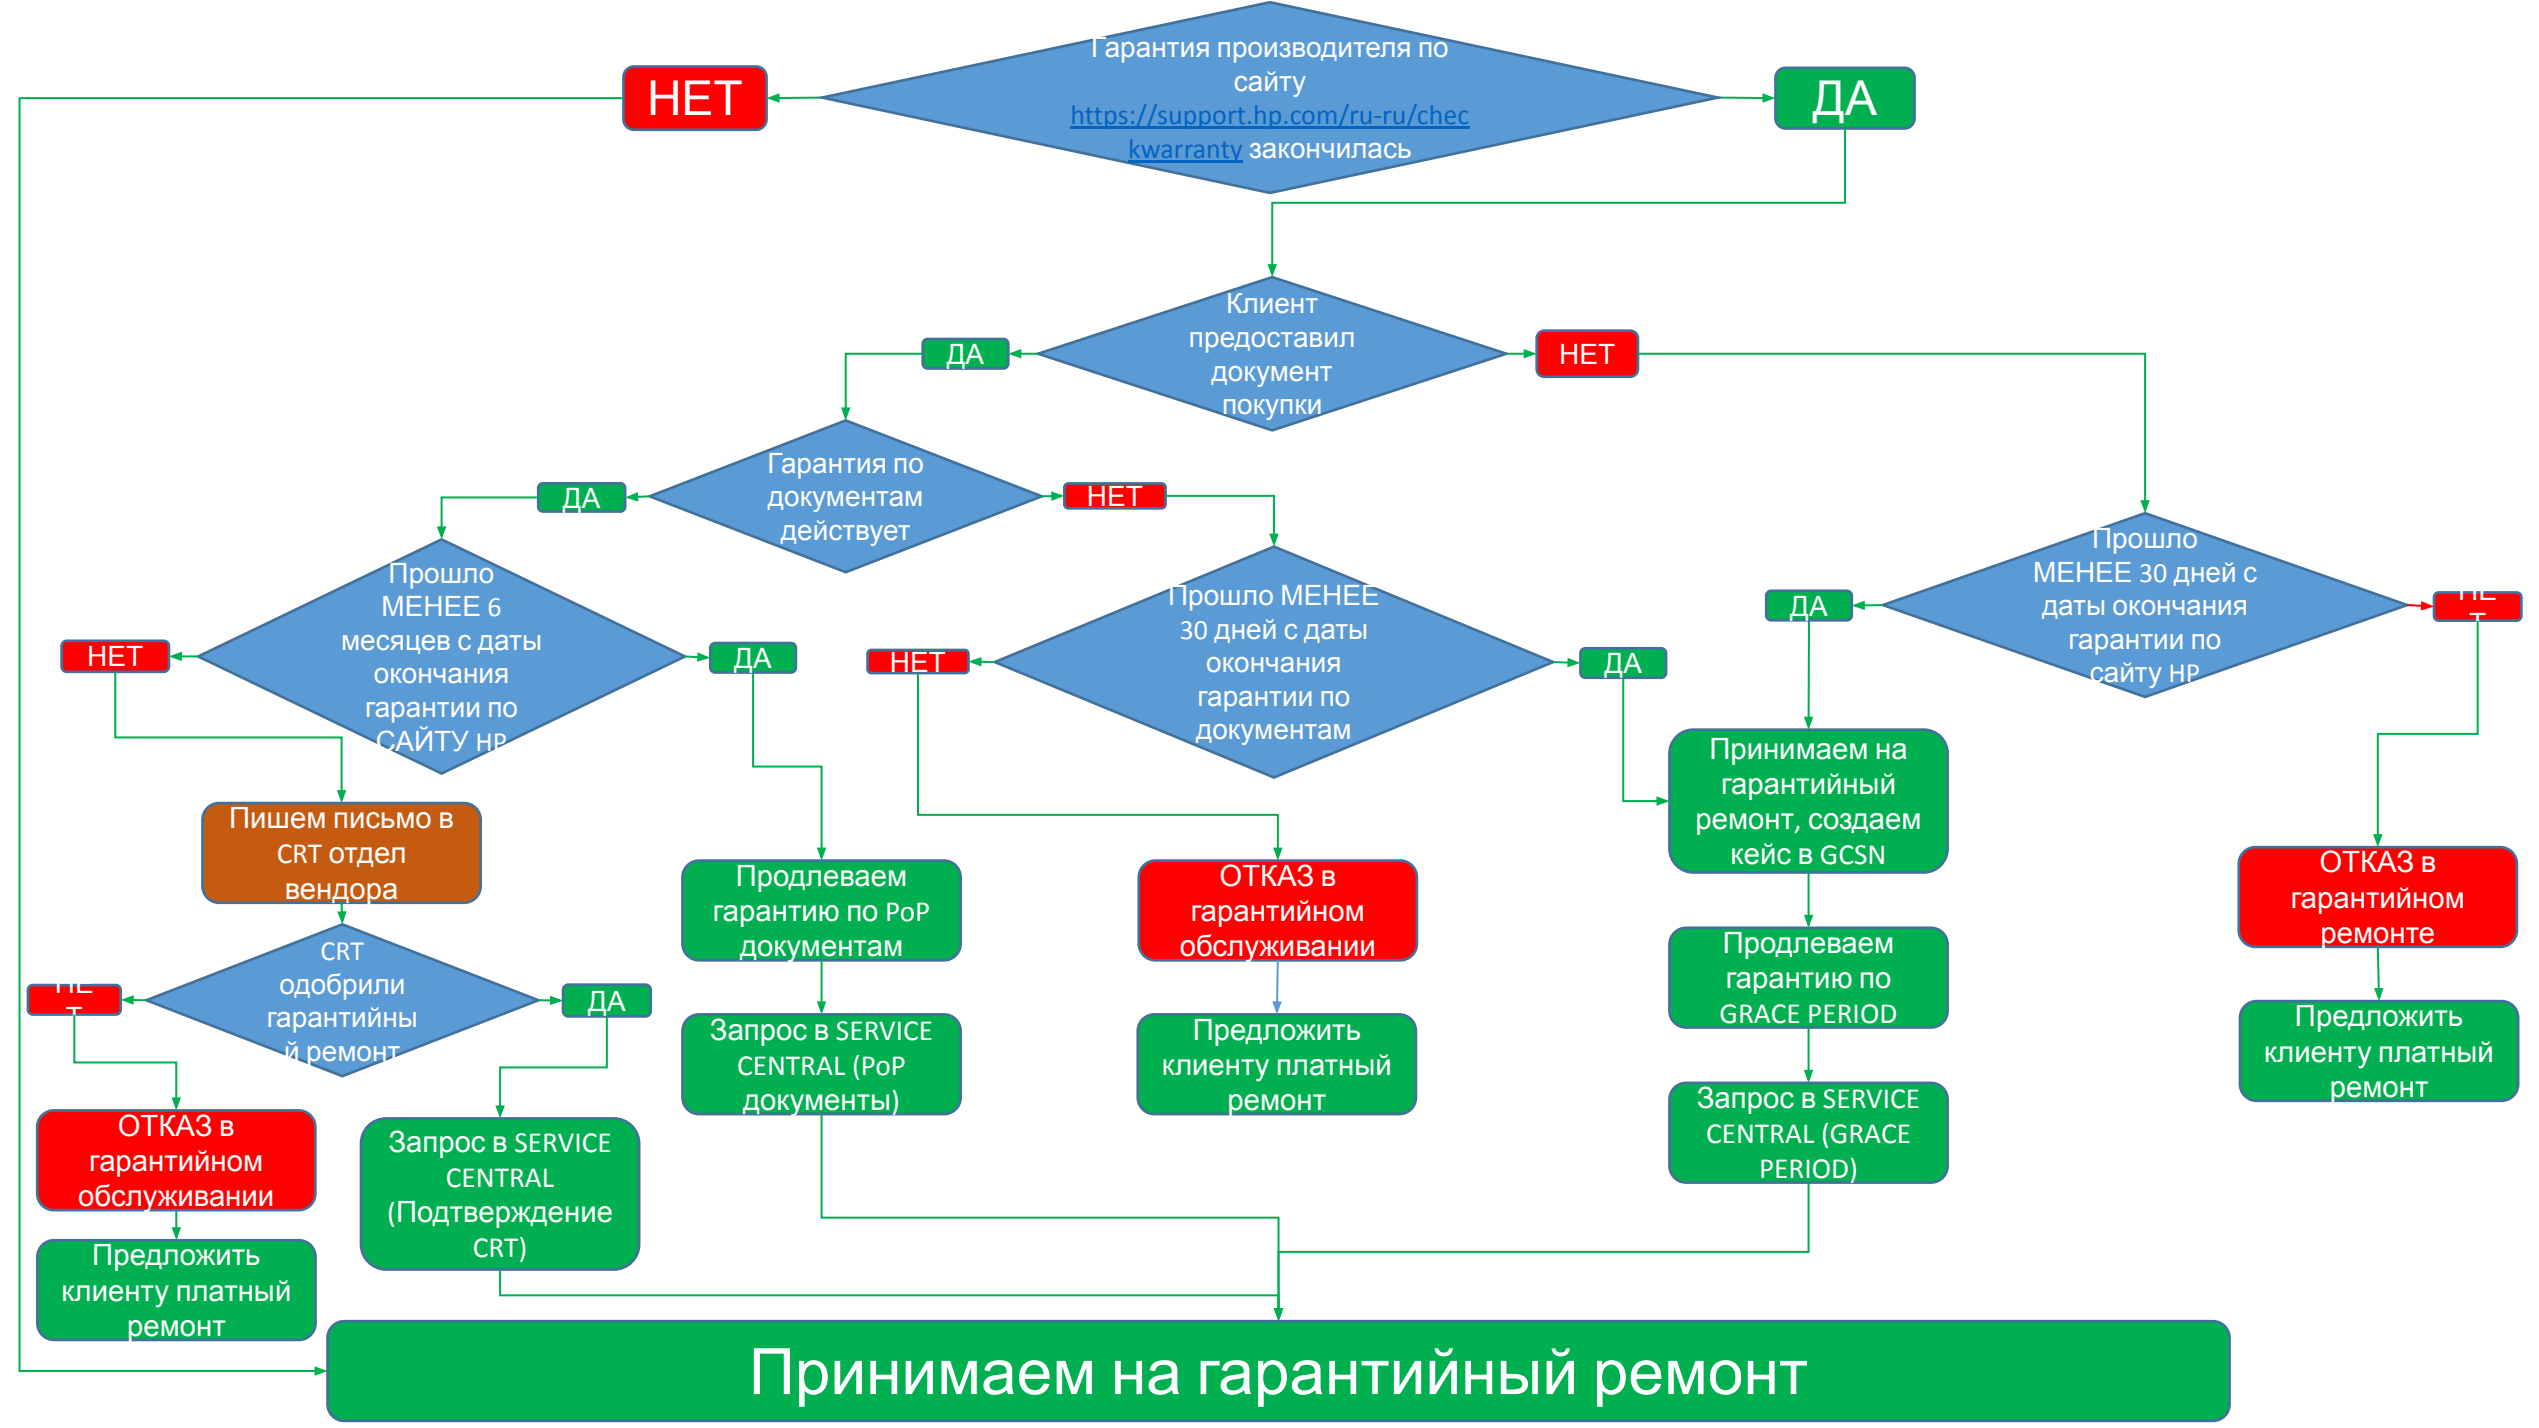 Гарантия производителя по
сайту
https://support.hp.com/ru-ru/chec
kwarranty закончилась
НЕТ
ДА
Клиент
предоставил
документ
покупки
ДА
НЕТ
Гарантия по
документам
действует
ДА
НЕТ
Прошло
МЕНЕЕ 6
месяцев с даты
окончания
гарантии по
САЙТУ HP
НЕТ
ДА
Прошло МЕНЕЕ
30 дней с даты
окончания
гарантии по
документам
НЕТ
ДА
Прошло
МЕНЕЕ 30 дней с
даты окончания
гарантии по
сайту HP
ДА
НЕ
Т
Пишем письмо в
CRT отдел
вендора
Продлеваем
гарантию по PoP
документам
ОТКАЗ в
гарантийном
обслуживании
Принимаем на
гарантийный
ремонт, создаем
кейс в GCSN
ОТКАЗ в
гарантийном
ремонте
CRT
одобрили
гарантийны
й ремонт
НЕ
Т
ДА
Запрос в SERVICE
CENTRAL (PoP
документы)
Предложить
клиенту платный
ремонт
Продлеваем
гарантию по
GRACE PERIOD
Предложить
клиенту платный
ремонт
ОТКАЗ в
гарантийном
обслуживании
Запрос в SERVICE
CENTRAL
(Подтверждение
CRT)
Запрос в SERVICE
CENTRAL (GRACE
PERIOD)
Предложить
клиенту платный
ремонт
Принимаем на гарантийный ремонт